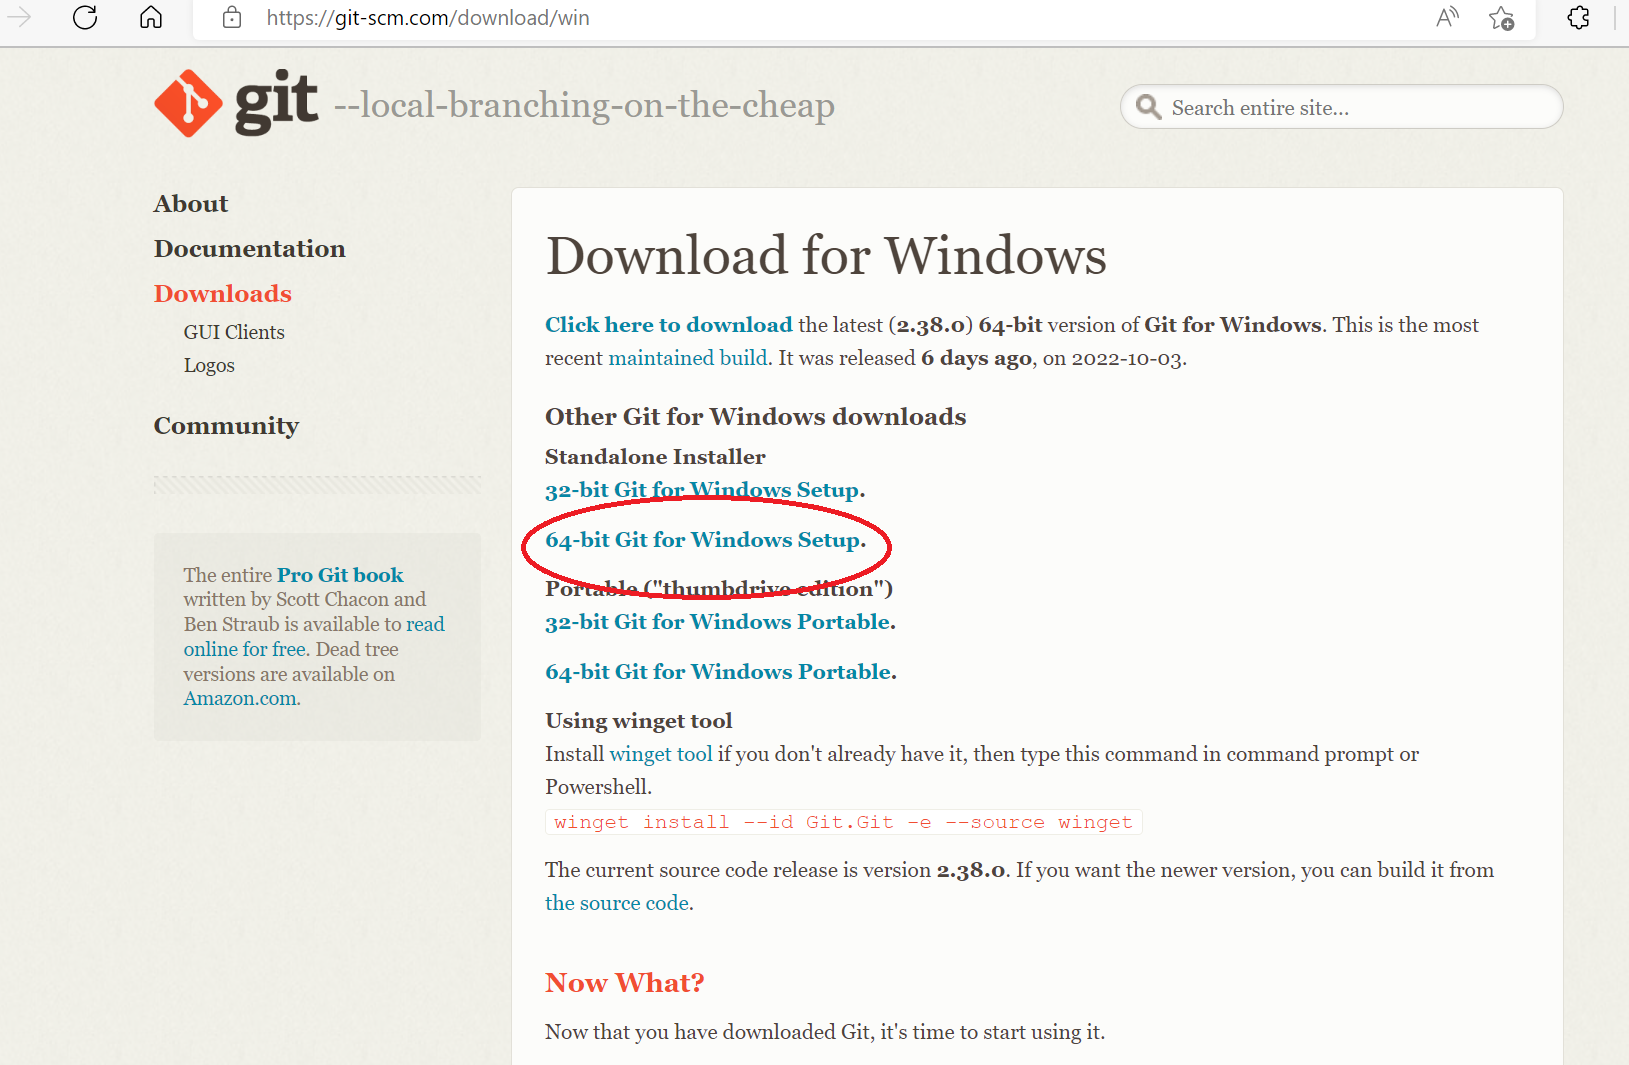 https://git-scm.com/download/win
git --local-branching-on-the-cheap
Search entire site...
About
Documentation
Downloads
GUI Clients
Logos
Community
The entire Pro Git book
written by Scott Chacon and
Ben Straub is available to read
online for free. Dead tree
versions are available on
Amazon.com.
Download for Windows
Click here to download the latest (2.38.0) 64-bit version of Git for Windows. This is the most
recent maintained build. It was released 6 days ago, on 2022-10-03.
Other Git for Windows downloads
Standalone Installer
32-bit Git for Windows Setup.
64-bit Git for Windows Setup.
Portable ("thumbdrive edition")
32-bit Git for Windows Portable.
64-bit Git for Windows Portable.
Using winget tool
Install winget tool if you don't already have it, then type this command in command prompt or
Powershell.
winget install --id Git.Git -e --source winget
The current source code release is version 2.38.0. If you want the newer version, you can build it from
the source code.
Now What?
Now that you have downloaded Git, it's time to start using it.